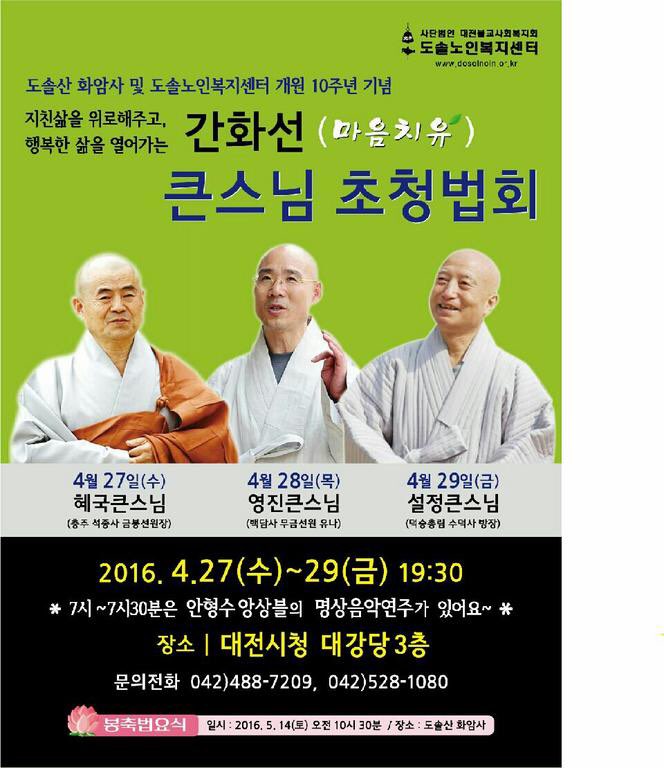 사단법인 대전불교사회복지회
도솔노인복지센터
www.dosolnoin.or.kr
도솔산 화암사 및 도솔노인복지센터 개원 10주년 기념
지친삶을 위로해주고,
행복한 삶을 열어가는
간화선 (마음치유)
큰스님 초청법회
4월 27일(수)
혜국큰스님
(충주 석종사 금봉선원장)
4월 28일(목)
영진큰스님
(백담사 무금선원 유나)
4월 29일(금)
설정큰스님
(덕숭총림 수덕사 방장)
2016. 4.27(수)~29(금) 19:30
* 7시~7시30분은 안형수앙상블의 명상음악연주가 있어요~ *
장소 | 대전시청 대강당3층
문의전화 042)488-7209, 042)528-1080
봉축법요식 일시 : 2016. 5.14(토) 오전 10시 30분 / 장소 : 도솔산 화암사